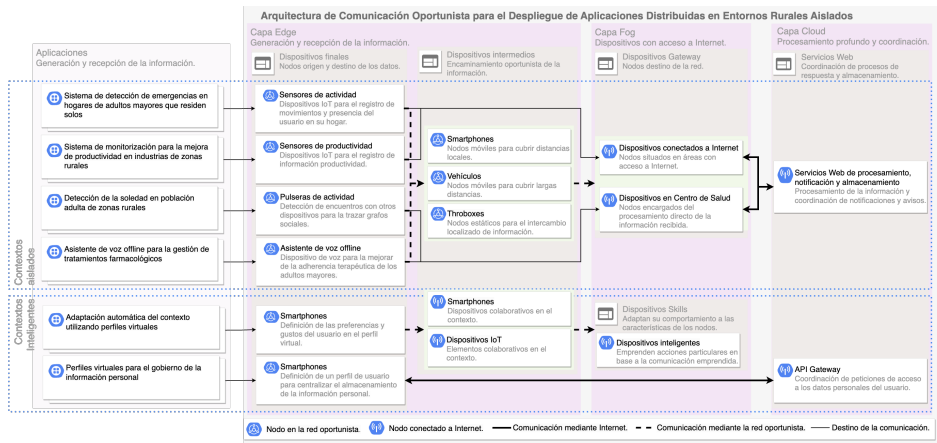 Arquitectura de Comunicación Oportunista para el Despliegue de Aplicaciones Distribuidas en Entornos Rurales Aislados
Aplicaciones
Generación y recepción de la información.
Capa Edge
Generación y recepción de la información.
Capa Fog
Dispositivos con acceso a Internet.
Capa Cloud
Procesamiento profundo y coordinación.
Dispositivos finales
Nodos origen y destino de los datos.
Dispositivos intermedios
Encaminamiento oportunista de la
información.
Dispositivos Gateway
Nodos destino de la red.
Servicios Web
Coordinación de procesos de
respuesta y almacenamiento.
Contextos
aislados
Sistema de detección de emergencias en
hogares de adultos mayores que residen
solos
Sistema de monitorización para la mejora
de productividad en industrias de zonas
rurales
Detección de la soledad en población
adulta de zonas rurales
Asistente de voz offline para la gestión de
tratamientos farmacológicos
Sensores de actividad
Dispositivos IoT para el registro de
movimientos y presencia del
usuario en su hogar.
Sensores de productividad
Dispositivos IoT para el registro de
información productividad.
Pulseras de actividad
Detección de encuentros con otros
dispositivos para la trazar grafos
sociales.
Asistente de voz offline
Dispositivo de voz para la mejorar
de la adherencia terapéutica de los
adultos mayores.
Smartphones
Nodos móviles para cubrir distancias
locales.
Vehículos
Nodos móviles para cubrir largas
distancias.
Throboxes
Nodos estáticos para el intercambio
localizado de información.
Dispositivos conectados a Internet
Nodos situados en áreas con
acceso a Internet.
Dispositivos en Centro de Salud
Nodos encargados del
procesamiento directo de la
información recibida.
Servicios Web de procesamiento,
notificación y almacenamiento
Procesamiento de la información y
coordinación de notificaciones y avisos.
Contextos
Inteligentes
Adaptación automática del contexto
utilizando perfiles virtuales
Perfiles virtuales para el gobierno de la
información personal
Smartphones
Definición de las preferencias y
gustos del usuario en el perfil
virtual.
Smartphones
Definición de un perfil de usuario
para centralizar el almacenamiento
de la información personal.
Smartphones
Dispositivos colaborativos en el
contexto.
Dispositivos IoT
Elementos colaborativos en el
contexto.
Dispositivos Skills
Adaptan su comportamiento a las
características de los nodos.
Dispositivos inteligentes
Emprenden acciones particulares en
base a la comunicación emprendida.
API Gateway
Coordinación de peticiones de acceso
a los datos personales del usuario.
Nodo en la red oportunista.
Nodo conectado a Internet.
Comunicación mediante Internet.
Comunicación mediante la red oportunista.
Destino de la comunicación.